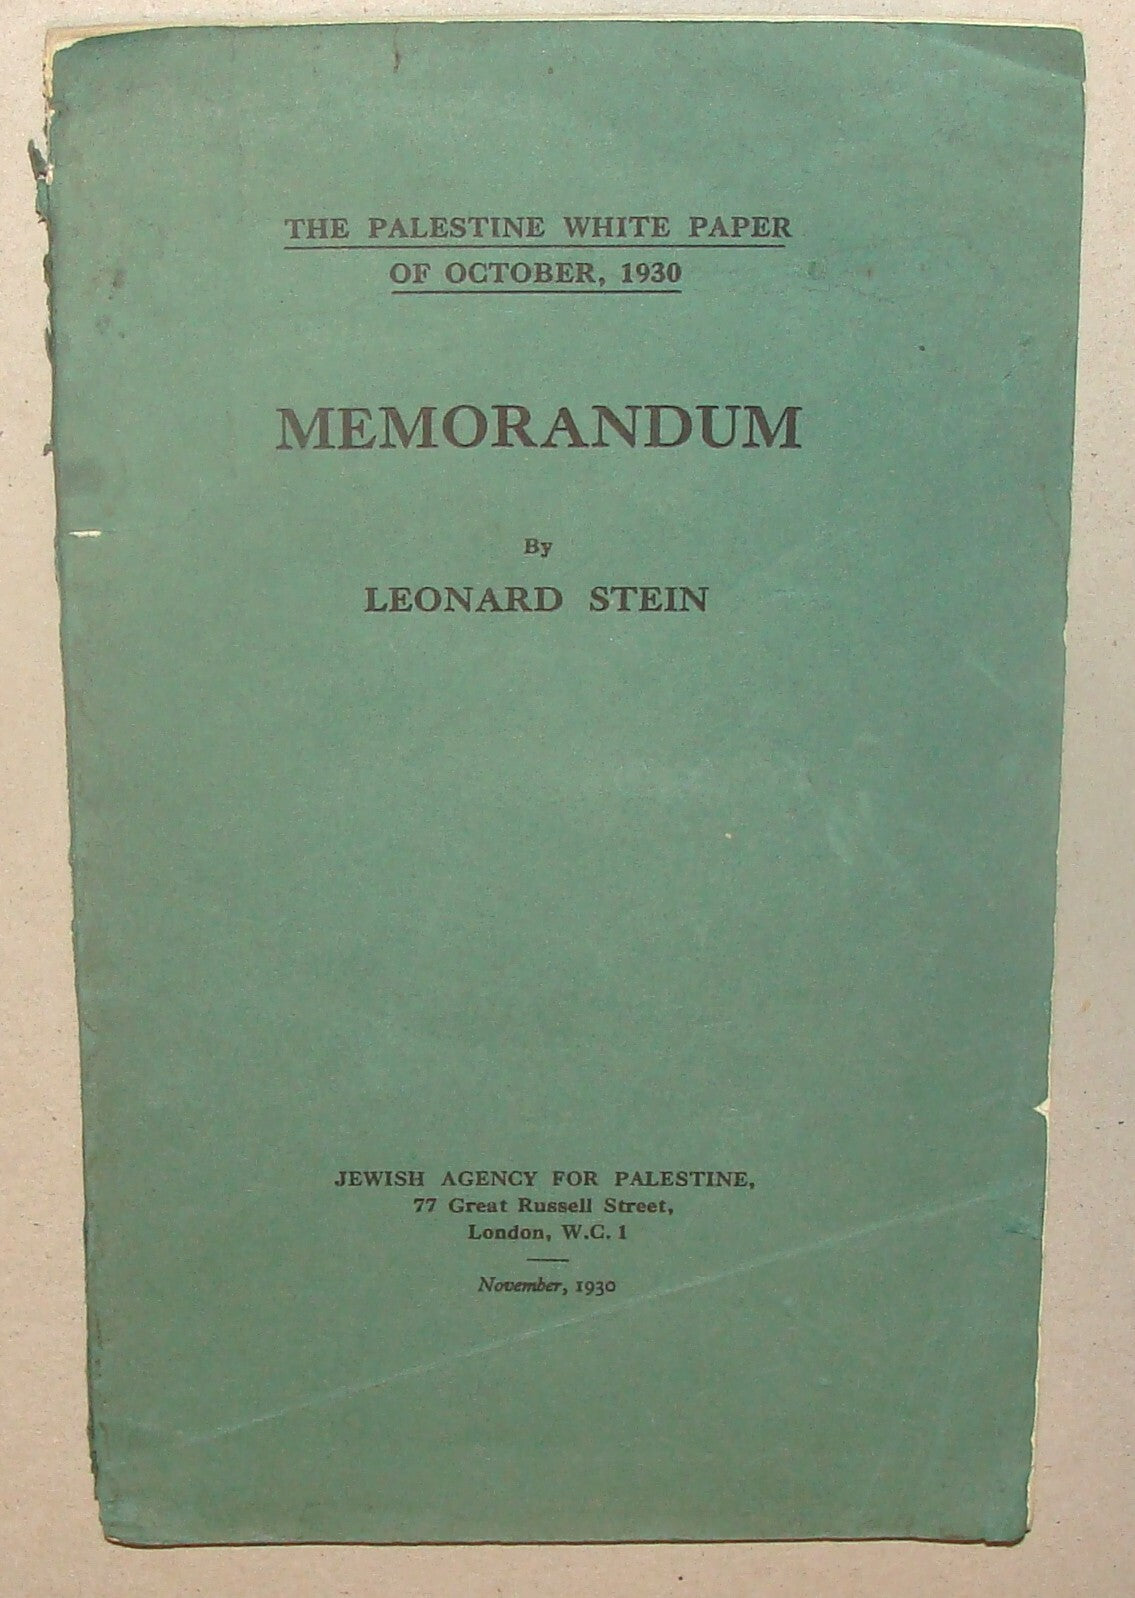 THE PALESTINE WHITE PAPER
OF OCTOBER, 1930
MEMORANDUM
By
LEONARD STEIN
JEWISH AGENCY FOR PALESTINE,
77 Great Russell Street,
London, W.C. 1
November, 1930